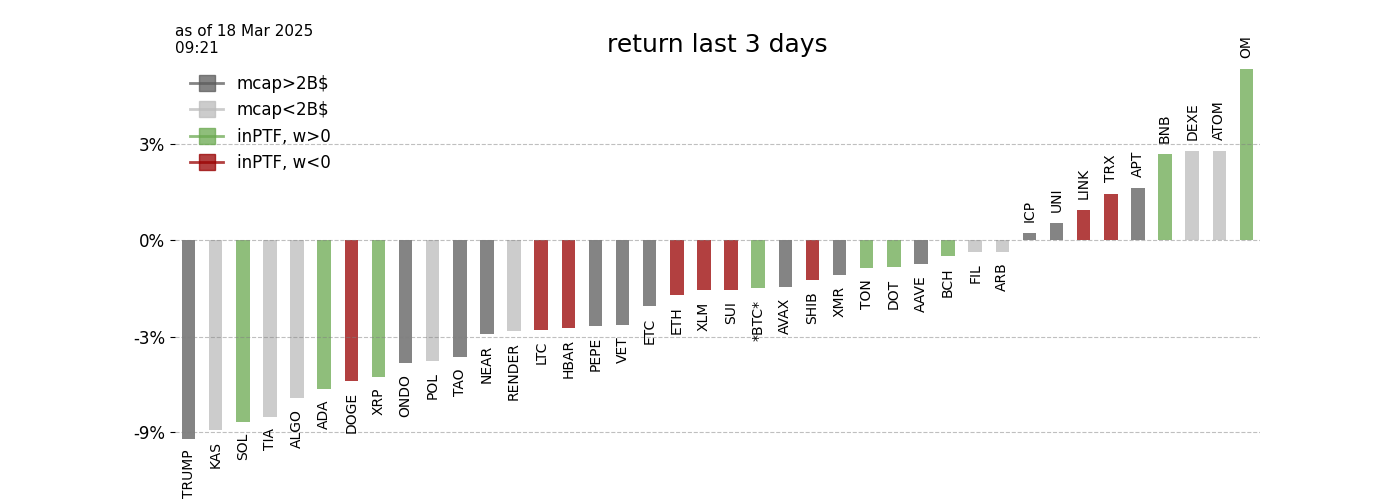 as of 18 Mar 2025
09:21
return last 3 days
mcap>2B$
mcap<2B$
inPTF, w>0
inPTF, w<0
3%
0%
-3%
-9%
TRUMP
KAS
SOL
TIA
ALGO
ADA
DOGE
XRP
ONDO
POL
TAO
NEAR
RENDER
LTC
HBAR
PEPE
VET
ETC
ETH
XLM
SUI
*BTC*
AVAX
SHIB
XMR
TON
DOT
AAVE
BCH
FIL
ARB
ICP
UNI
LINK
TRX
APT
BNB
DEXE
ATOM
OM